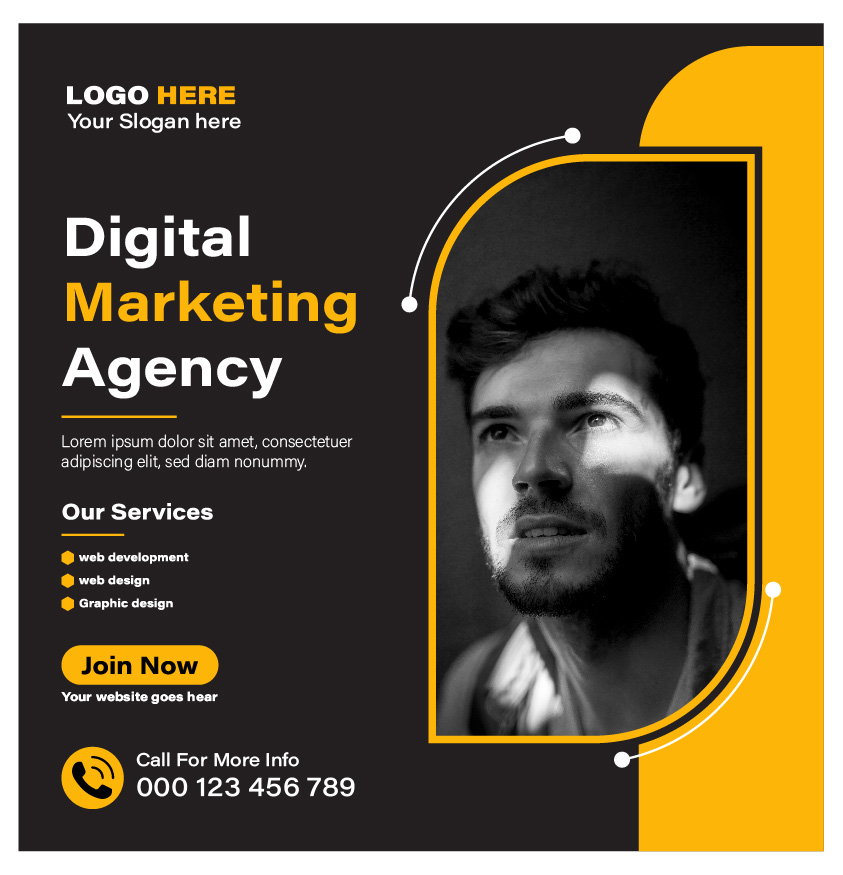 LOGO HERE
Your Slogan here
Digital
Marketing
Agency
Lorem ipsum dolor sit amet, consectetuer
adipiscing elit, sed diam nonummy.
Our Services
web development
web design
Graphic design
Join Now
Your website goes hear
Call For More Info
000 123 456 789